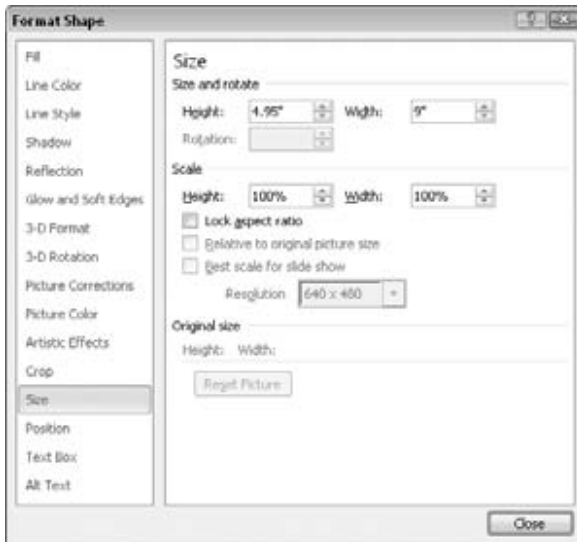 Format Shape
Fill
Line Color
Line Style
Shadow
Reflection
Glow and Soft Edges
3-D Format
3-D Rotation
Picture Corrections
Picture Color
Artistic Effects
Crop
Size
Position
Text Box
Alt Text
Size
Size and rotate
Height: 4.95" Width: 9"
Rotation:
Scale
Height: 100% Width: 100%
Lock aspect ratio
Relative to original picture size
Best scale for slide show
Resolution 640 x 480
Original size
Height: Width:
Reset Picture
Close